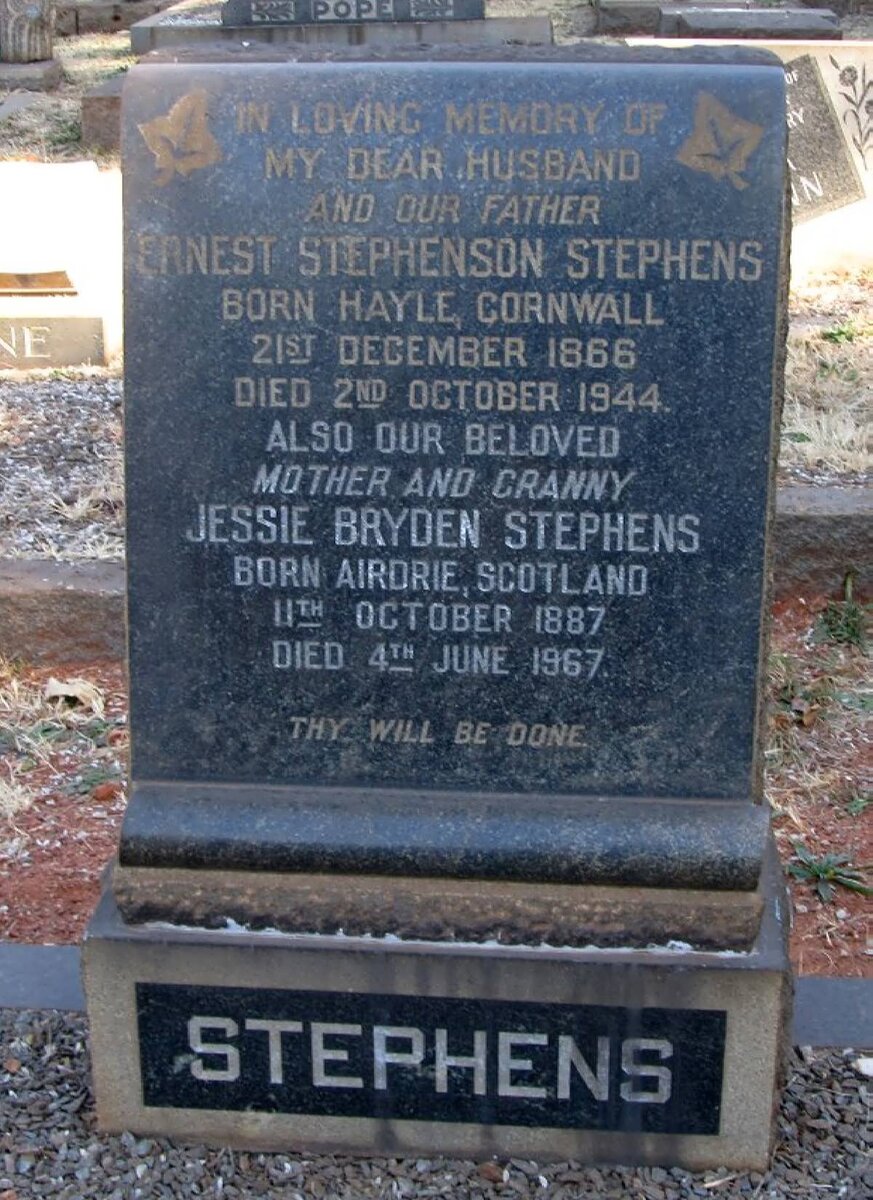 POPE
IN LOVING MEMORY OF
MY DEAR HUSBAND
AND OUR FATHER
ERNEST STEPHENSON STEPHENS
BORN HAYLE, CORNWALL
21ST DECEMBER 1866
DIED 2ND OCTOBER 1944.
ALSO OUR BELOVED
MOTHER AND GRANNY
JESSIE BRYDEN STEPHENS
BORN AIRDRIE, SCOTLAND
11TH OCTOBER 1887
DIED 4TH JUNE 1967.
THY WILL BE DONE.
STEPHENS
NE